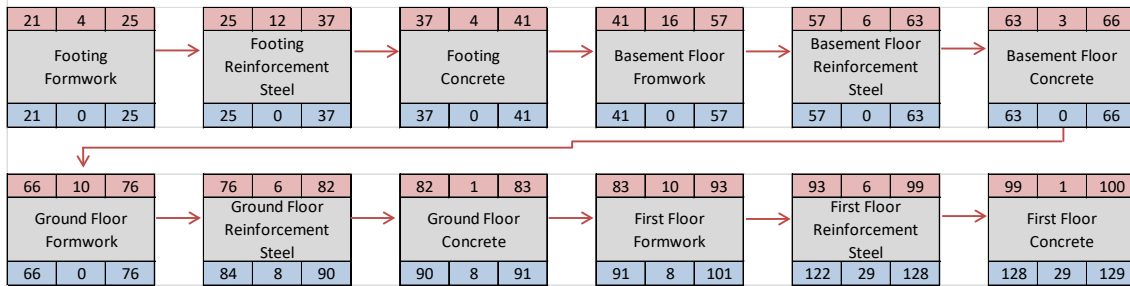 21 4 25 25 12 37 37 4 41 41 16 57 57 6 63 63 3 66
Footing
Formwork
Footing
Reinforcement
Steel
Footing
Concrete
Basement Floor
Fromwork
Basement Floor
Reinforcement
Steel
Basement Floor
Concrete
21 0 25 25 0 37 37 0 41 41 0 57 57 0 63 63 0 66
66 10 76 76 6 82 82 1 83 83 10 93 93 6 99 99 1 100
Ground Floor
Formwork
Ground Floor
Reinforcement
Steel
Ground Floor
Concrete
First Floor
Formwork
First Floor
Reinforcement
Steel
First Floor
Concrete
66 0 76 84 8 90 90 8 91 91 8 101 122 29 128 128 29 129